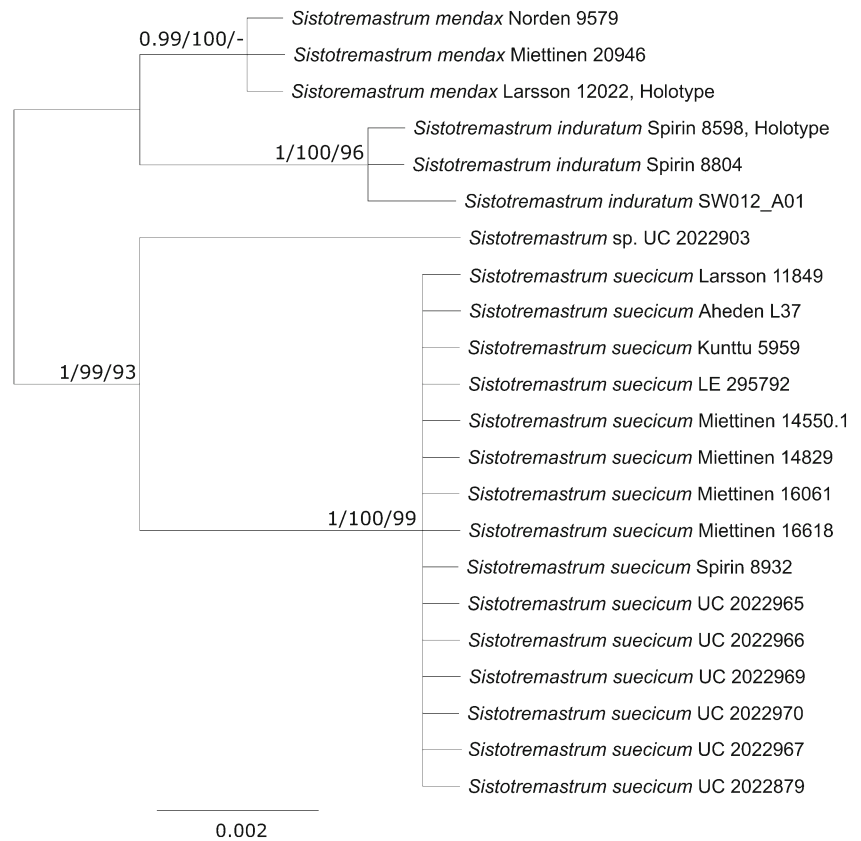 Sistotremastrum mendax Norden 9579
0.99/100/-
Sistotremastrum mendax Miettinen 20946
Sistoremastrum mendax Larsson 12022, Holotype
Sistotremastrum induratum Spirin 8598, Holotype
1/100/96
Sistotremastrum induratum Spirin 8804
Sistotremastrum induratum SW012_A01
Sistotremastrum sp. UC 2022903
Sistotremastrum suecicum Larsson 11849
Sistotremastrum suecicum Aheden L37
Sistotremastrum suecicum Kunttu 5959
1/99/93
Sistotremastrum suecicum LE 295792
Sistotremastrum suecicum Miettinen 14550.1
Sistotremastrum suecicum Miettinen 14829
Sistotremastrum suecicum Miettinen 16061
1/100/99
Sistotremastrum suecicum Miettinen 16618
Sistotremastrum suecicum Spirin 8932
Sistotremastrum suecicum UC 2022965
Sistotremastrum suecicum UC 2022966
Sistotremastrum suecicum UC 2022969
Sistotremastrum suecicum UC 2022970
Sistotremastrum suecicum UC 2022967
Sistotremastrum suecicum UC 2022879
0.002